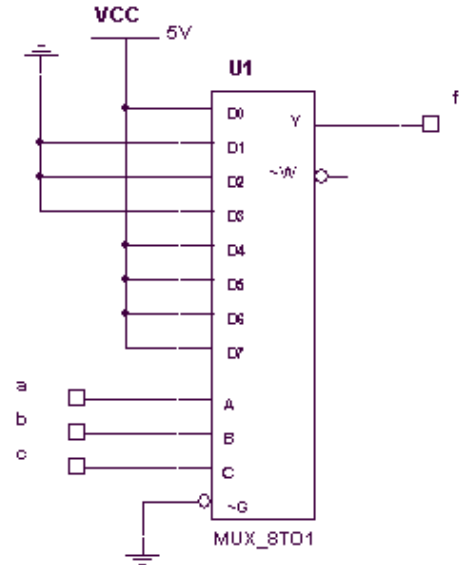 VCC
5V
U1
f
D0
Y
D1
~W
D2
D3
D4
D5
D6
D7
a
A
b
B
c
C
~G
MUX_8TO1